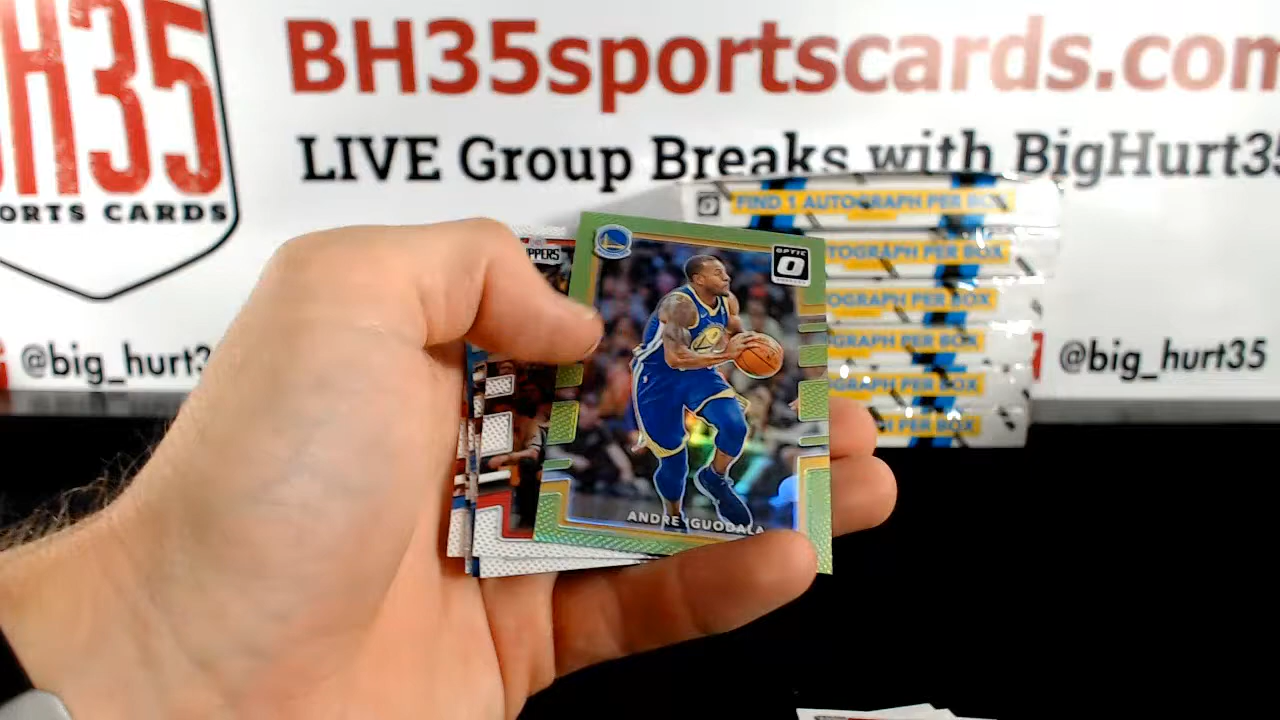 BH35sportscards.com
H35
ORTS CARDS
LIVE Group Breaks with BigHurt35
FIND 1 AUTOGRAPH PER BOX
TOGRAPH PER BOX
OGRAPH PER BOX
GRAPH PER BOX
GRAPH PER BOX
PH PER BOX
@big_hurt3
@big_hurt35
PPERS
OPTIC
ANDRE IGUODALA